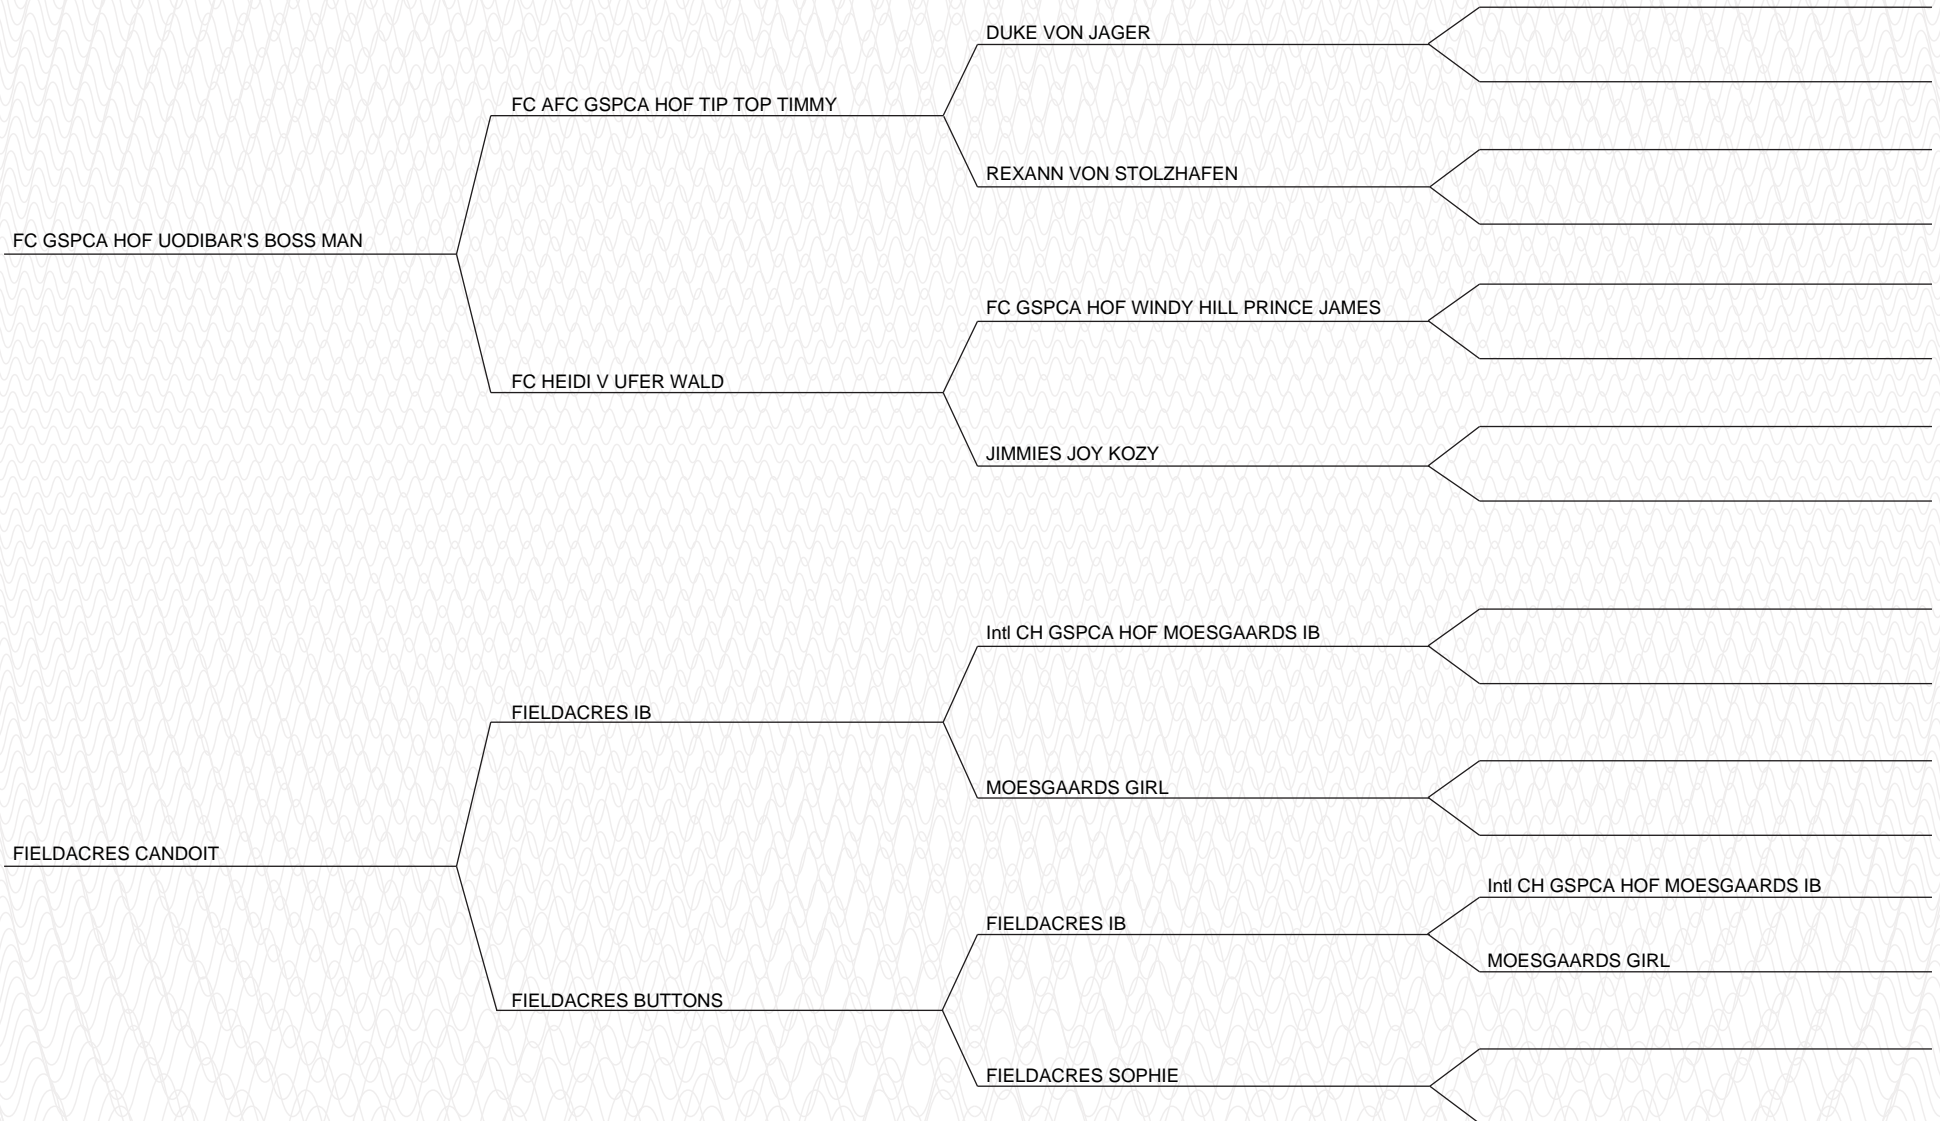 DUKE VON JAGER
FC AFC GSPCA HOF TIP TOP TIMMY
REXANN VON STOLZHAFEN
FC GSPCA HOF UODIBAR'S BOSS MAN
FC GSPCA HOF WINDY HILL PRINCE JAMES
FC HEIDI V UFER WALD
JIMMIES JOY KOZY
Intl CH GSPCA HOF MOESGAARDS IB
FIELDACRES IB
MOESGAARDS GIRL
FIELDACRES CANDOIT
Intl CH GSPCA HOF MOESGAARDS IB
FIELDACRES IB
MOESGAARDS GIRL
FIELDACRES BUTTONS
FIELDACRES SOPHIE